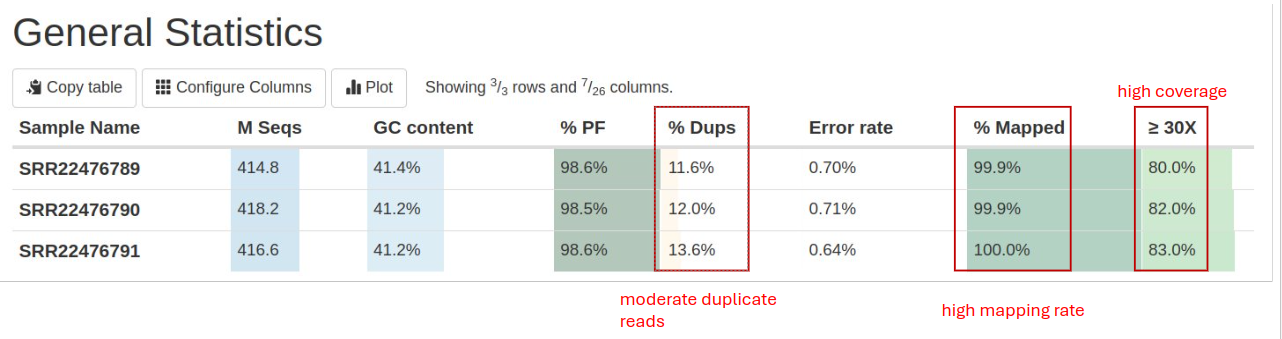 General Statistics
Copy table Configure Columns Plot Showing 3/3 rows and 7/26 columns.
high coverage
Sample Name M Seqs GC content % PF % Dups Error rate % Mapped ≥ 30X
SRR22476789 414.8 41.4% 98.6% 11.6% 0.70% 99.9% 80.0%
SRR22476790 418.2 41.2% 98.5% 12.0% 0.71% 99.9% 82.0%
SRR22476791 416.6 41.2% 98.6% 13.6% 0.64% 100.0% 83.0%
moderate duplicate
reads
high mapping rate